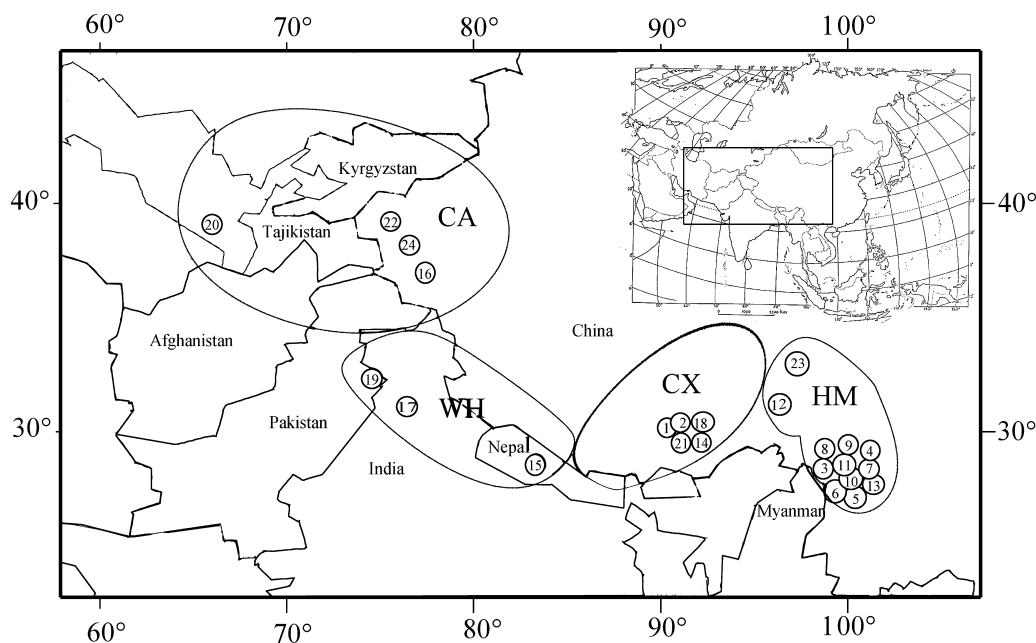 60° 70° 80° 90° 100°
Kyrgyzstan
40° CA 40°
22
20 Tajikistan
24
16
China
Afghanistan
CX 23
19 HM
17 WH 12
Pakistan
1 2 18
30° 30°
Nepal 21 14 8 9 4
India 15 3 11 7
10 13
6 5
Myanmar
60° 70° 80° 90° 100°